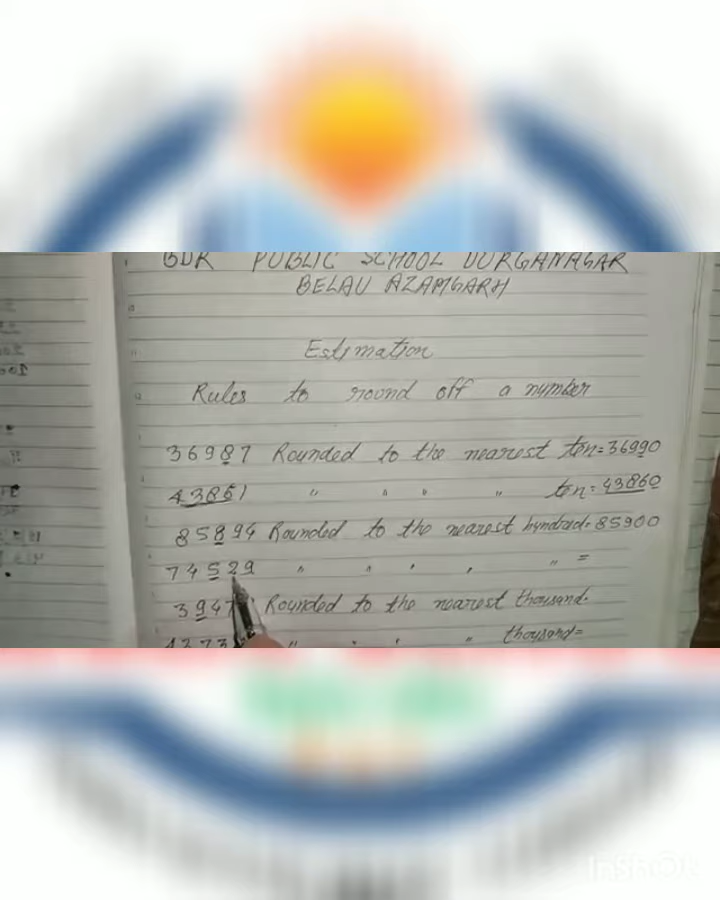 BDR PUBLIC SCHOOL DURGANAGAR
BELAU AZAMGARH
Estimation
Rules to round off a number
36987 Rounded to the nearest ten=36990
43861 " " " " ten=43860
85894 Rounded to the nearest hundred=85900
74529 " " " " " =
3947 Rounded to the nearest thousand=
" " " " thousand=